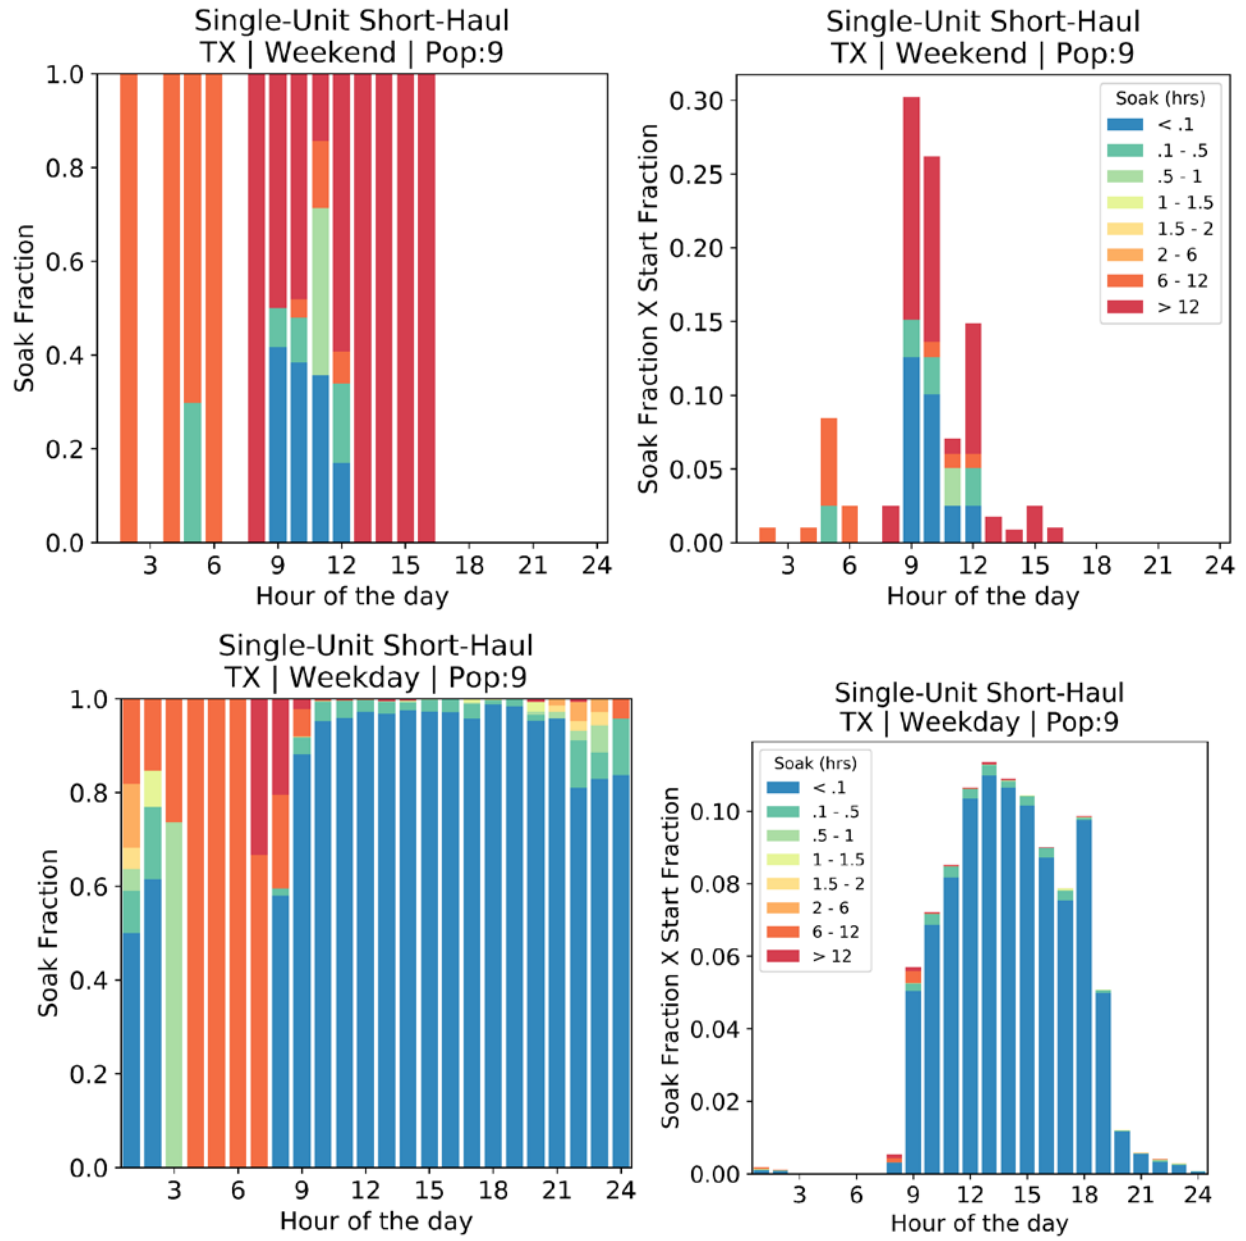 Single-Unit Short-Haul
TX | Weekend | Pop:9
1.0
0.8
0.6
0.4
0.2
0.0
Soak Fraction
3 6 9 12 15 18 21 24
Hour of the day
Single-Unit Short-Haul
TX | Weekend | Pop:9
0.30
0.25
0.20
0.15
0.10
0.05
0.00
Soak Fraction X Start Fraction
Soak (hrs)
< .1
.1 - .5
.5 - 1
1 - 1.5
1.5 - 2
2 - 6
6 - 12
> 12
3 6 9 12 15 18 21 24
Hour of the day
Single-Unit Short-Haul
TX | Weekday | Pop:9
1.0
0.8
0.6
0.4
0.2
0.0
Soak Fraction
3 6 9 12 15 18 21 24
Hour of the day
Single-Unit Short-Haul
TX | Weekday | Pop:9
0.10
0.08
0.06
0.04
0.02
0.00
Soak Fraction X Start Fraction
Soak (hrs)
< .1
.1 - .5
.5 - 1
1 - 1.5
1.5 - 2
2 - 6
6 - 12
> 12
3 6 9 12 15 18 21 24
Hour of the day